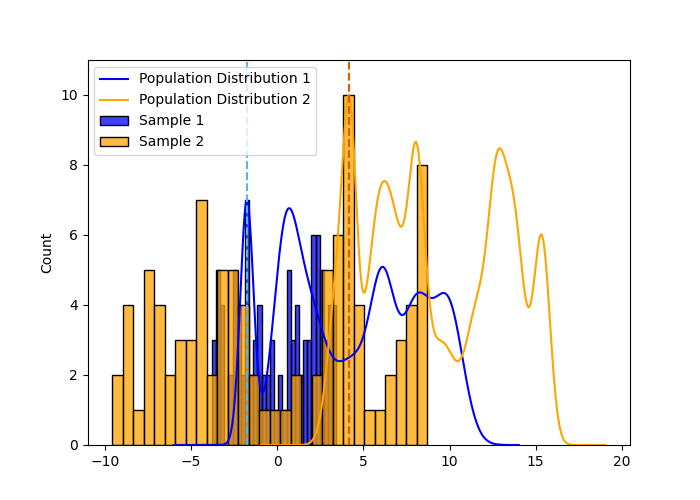 Population Distribution 1
Population Distribution 2
Sample 1
Sample 2
Count
10
8
6
4
2
0
−10 −5 0 5 10 15 20